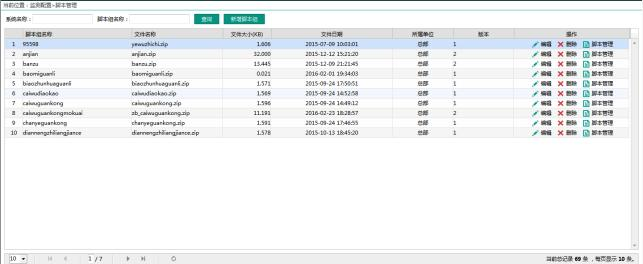 当前位置：监测配置>脚本管理
系统名称： 脚本组名称： 查询 新增脚本组
脚本组名称 文件名称 文件大小(KB) 文件日期 所属单位 版本 操作
1 95598 yewuzhichi.zip 1.606 2015-07-09 10:03:01 总部 1 编辑 删除 脚本管理
2 anjian anjian.zip 32.000 2015-12-12 15:21:20 总部 2 编辑 删除 脚本管理
3 banzu banzu.zip 13.445 2015-12-09 21:21:45 总部 2 编辑 删除 脚本管理
4 baomiguanli baomiguanli.zip 0.021 2016-02-01 19:34:03 总部 1 编辑 删除 脚本管理
5 biaozhunhuaguanli biaozhunhuaguanli.zip 1.571 2015-09-24 17:50:51 总部 1 编辑 删除 脚本管理
6 caiwudiaokao caiwudiaokao.zip 1.569 2015-09-24 14:52:58 总部 1 编辑 删除 脚本管理
7 caiwuguankong caiwuguankong.zip 1.596 2015-09-24 14:49:12 总部 1 编辑 删除 脚本管理
8 caiwuguankongmokuai zb_caiwuguankong.zip 11.191 2016-02-23 18:28:57 总部 2 编辑 删除 脚本管理
9 chanyeguankong chanyeguankong.zip 1.591 2015-09-24 17:46:55 总部 1 编辑 删除 脚本管理
10 diannengzhiliangjiance diannengzhiliangjiance.zip 1.578 2015-10-13 18:45:20 总部 1 编辑 删除 脚本管理
10 1 / 7 当前总记录 69 条 ，每页显示 10 条。